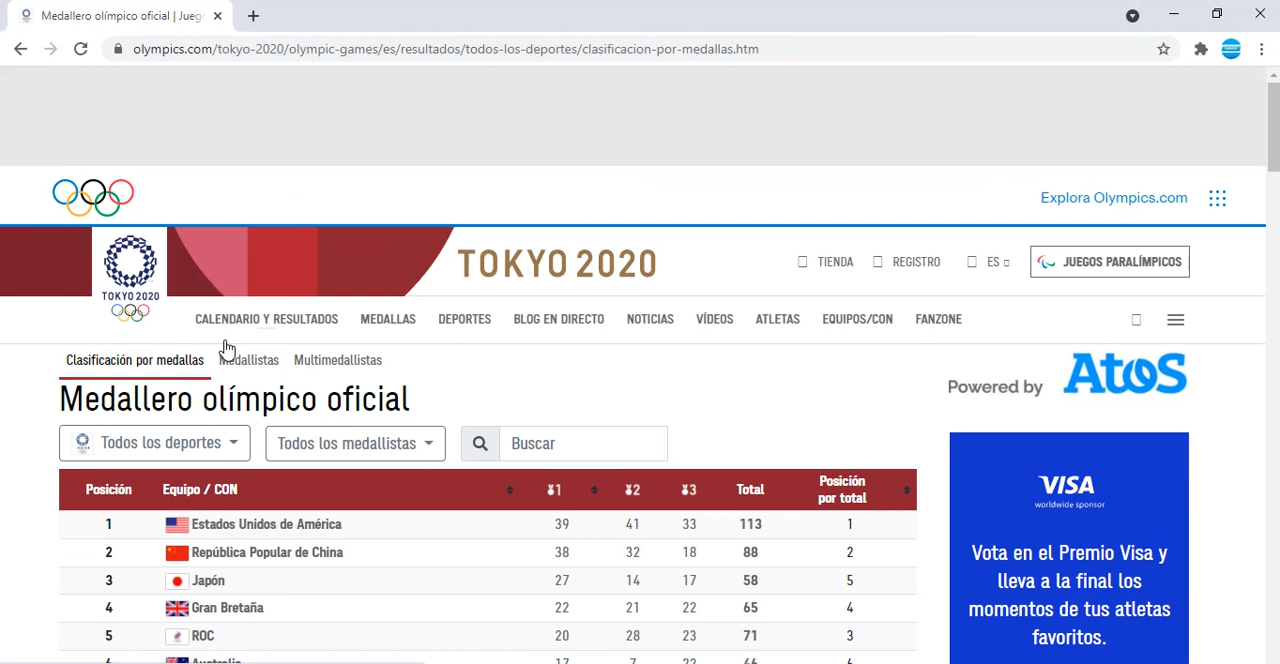 Medallero olímpico oficial | Jueg
olympics.com/tokyo-2020/olympic-games/es/resultados/todos-los-deportes/clasificacion-por-medallas.htm
Explora Olympics.com
TOKYO 2020
TOKYO 2020
TIENDA REGISTRO ES JUEGOS PARALÍMPICOS
CALENDARIO Y RESULTADOS MEDALLAS DEPORTES BLOG EN DIRECTO NOTICIAS VÍDEOS ATLETAS EQUIPOS/CON FANZONE
Clasificación por medallas Medallistas Multimedallistas
Powered by Atos
Medallero olímpico oficial
Todos los deportes Todos los medallistas Buscar
Posición Equipo / CON 1 2 3 Total Posición por total
1 Estados Unidos de América 39 41 33 113 1
2 República Popular de China 38 32 18 88 2
3 Japón 27 14 17 58 5
4 Gran Bretaña 22 21 22 65 4
5 ROC 20 28 23 71 3
Australia 17 7 22 46
VISA
worldwide sponsor
Vota en el Premio Visa y
lleva a la final los
momentos de tus atletas
favoritos.